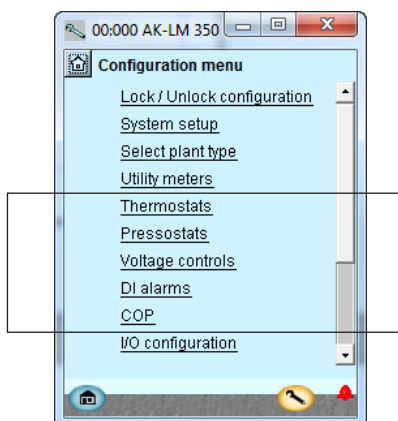 00:000 AK-LM 350
Configuration menu
Lock / Unlock configuration
System setup
Select plant type
Utility meters
Thermostats
Pressostats
Voltage controls
DI alarms
COP
I/O configuration